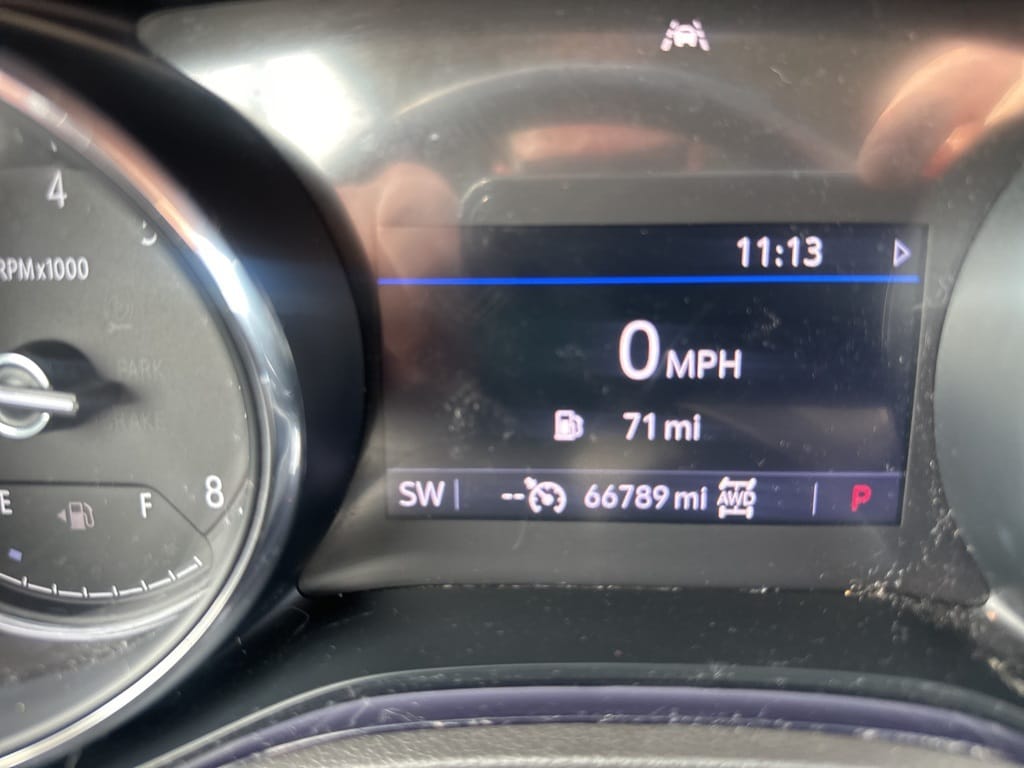 4
RPMx1000
PARK
BRAKE
E
F
8
11:13
0 MPH
71 mi
SW
-- 66789 mi AWD
P